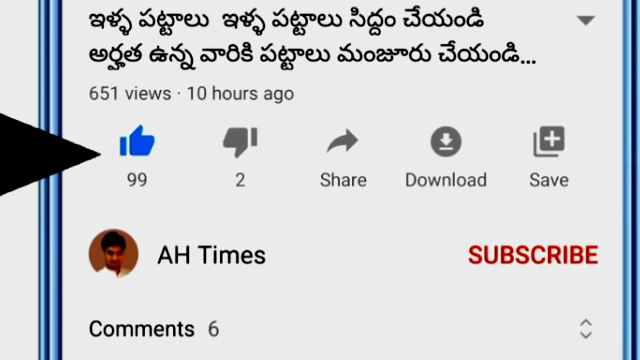 ఇళ్ళ పట్టాలు ఇళ్ళ పట్టాలు సిద్దం చేయండి
అర్హత ఉన్న వారికి పట్టాలు మంజూరు చేయండి...
651 views · 10 hours ago
99
2
Share
Download
Save
AH Times
SUBSCRIBE
Comments 6